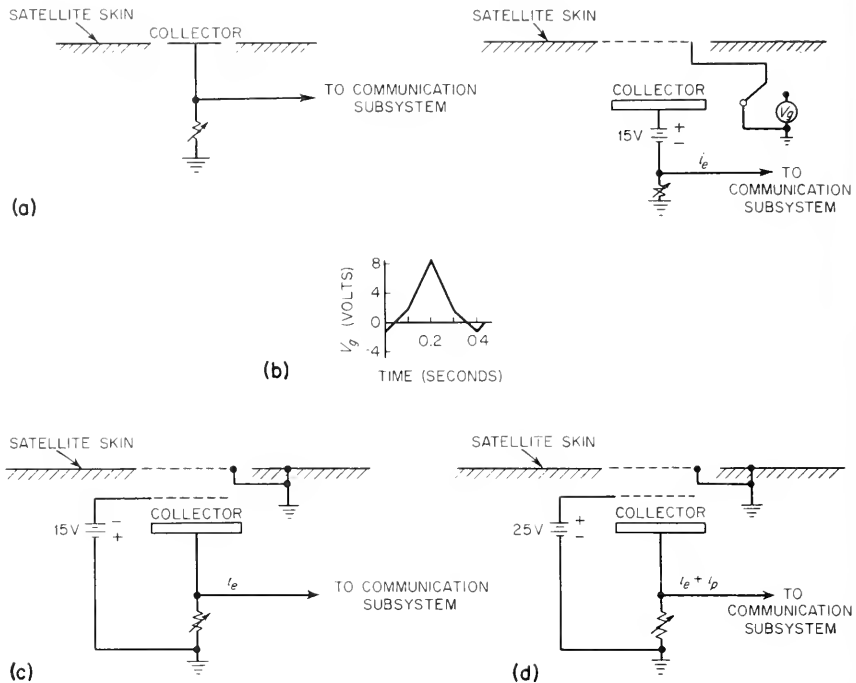 SATELLITE SKIN
COLLECTOR
TO COMMUNICATION
SUBSYSTEM
(a)
COLLECTOR
15V
+
−
Vg
ie
TO
COMMUNICATION
SUBSYSTEM
8
4
0
-4
Vg (VOLTS)
0.2
0.4
TIME (SECONDS)
(b)
SATELLITE SKIN
15V
−
+
COLLECTOR
ie
TO COMMUNICATION
SUBSYSTEM
(c)
SATELLITE SKIN
25V
+
−
COLLECTOR
ie + ip
TO
COMMUNICATION
SUBSYSTEM
(d)